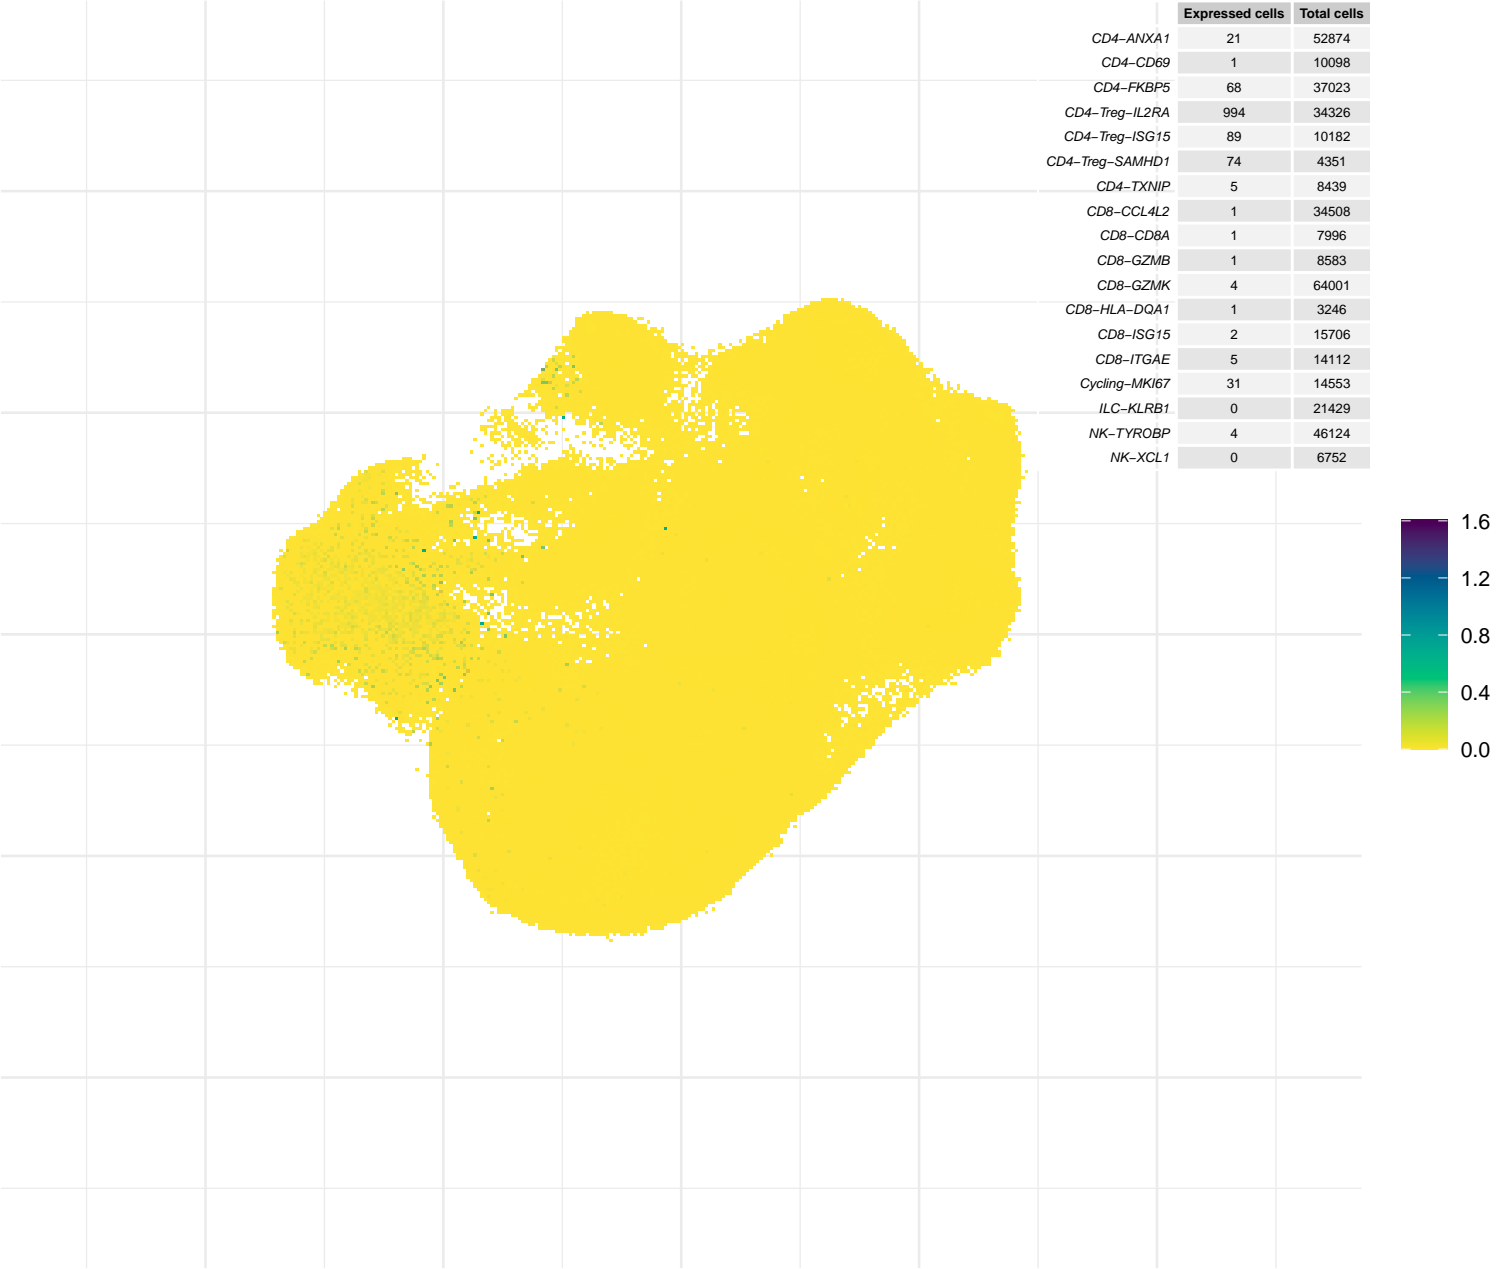 Expressed cells Total cells
CD4−ANXA1 21 52874
CD4−CD69 1 10098
CD4−FKBP5 68 37023
CD4−Treg−IL2RA 994 34326
CD4−Treg−ISG15 89 10182
CD4−Treg−SAMHD1 74 4351
CD4−TXNIP 5 8439
CD8−CCL4L2 1 34508
CD8−CD8A 1 7996
CD8−GZMB 1 8583
CD8−GZMK 4 64001
CD8−HLA−DQA1 1 3246
CD8−ISG15 2 15706
CD8−ITGAE 5 14112
Cycling−MKI67 31 14553
ILC−KLRB1 0 21429
NK−TYROBP 4 46124
NK−XCL1 0 6752
1.6
1.2
0.8
0.4
0.0